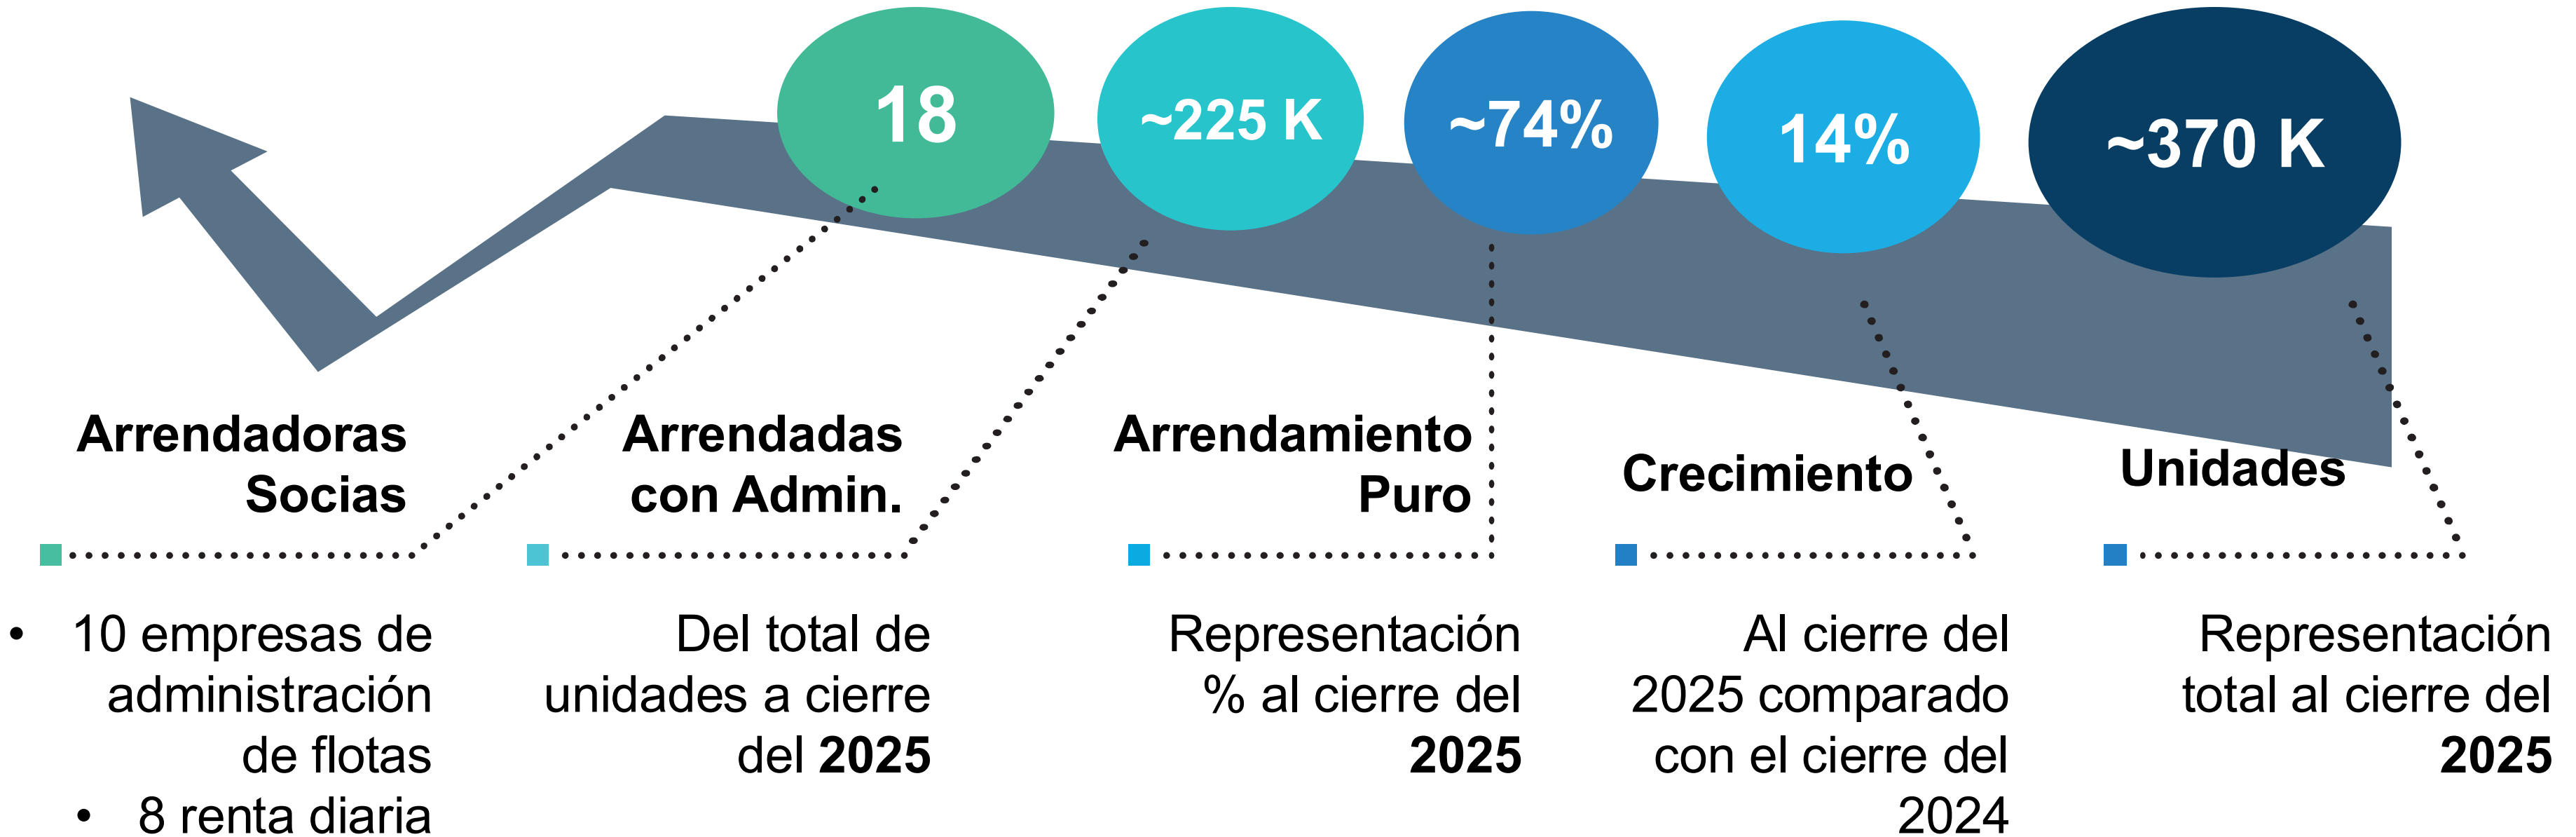 18
~225 K
~74%
14%
~370 K
Arrendadoras
Socias
• 10 empresas de
administración
de flotas
• 8 renta diaria
Arrendadas
con Admin.
Del total de
unidades a cierre
del 2025
Arrendamiento
Puro
Representación
% al cierre del
2025
Crecimiento
Al cierre del
2025 comparado
con el cierre del
2024
Unidades
Representación
total al cierre del
2025